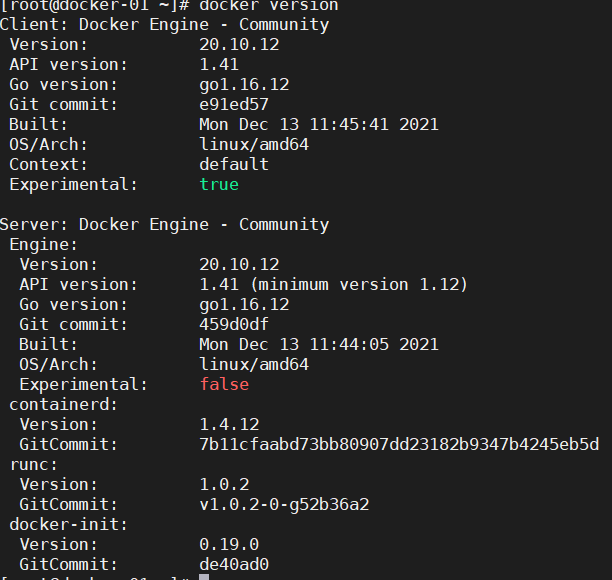 [root@docker-01 ~]# docker version
Client: Docker Engine - Community
 Version:           20.10.12
 API version:       1.41
 Go version:        go1.16.12
 Git commit:        e91ed57
 Built:             Mon Dec 13 11:45:41 2021
 OS/Arch:           linux/amd64
 Context:           default
 Experimental:      true

Server: Docker Engine - Community
 Engine:
  Version:          20.10.12
  API version:      1.41 (minimum version 1.12)
  Go version:       go1.16.12
  Git commit:       459d0df
  Built:            Mon Dec 13 11:44:05 2021
  OS/Arch:          linux/amd64
  Experimental:     false
 containerd:
  Version:          1.4.12
  GitCommit:        7b11cfaabd73bb80907dd23182b9347b4245eb5d
 runc:
  Version:          1.0.2
  GitCommit:        v1.0.2-0-g52b36a2
 docker-init:
  Version:          0.19.0
  GitCommit:        de40ad0
[root@docker-01 ~]#